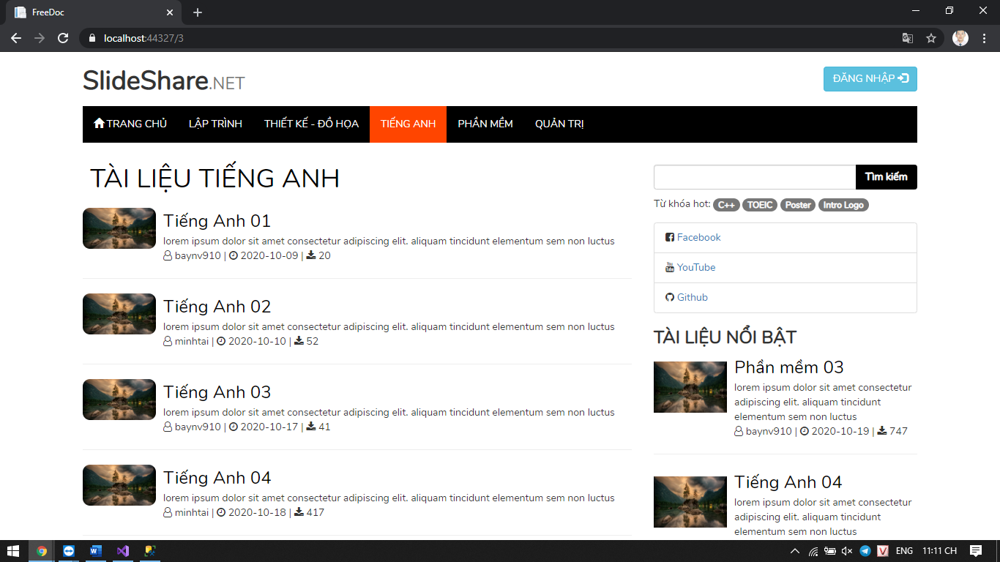 FreeDoc
localhost:44327/3
SlideShare.NET
ĐĂNG NHẬP
TRANG CHỦ LẬP TRÌNH THIẾT KẾ - ĐỒ HỌA TIẾNG ANH PHẦN MỀM QUẢN TRỊ
TÀI LIỆU TIẾNG ANH
Tiếng Anh 01
lorem ipsum dolor sit amet consectetur adipiscing elit. aliquam tincidunt elementum sem non luctus
baynv910 | 2020-10-09 | 20
Tiếng Anh 02
lorem ipsum dolor sit amet consectetur adipiscing elit. aliquam tincidunt elementum sem non luctus
minhtai | 2020-10-10 | 52
Tiếng Anh 03
lorem ipsum dolor sit amet consectetur adipiscing elit. aliquam tincidunt elementum sem non luctus
baynv910 | 2020-10-17 | 41
Tiếng Anh 04
lorem ipsum dolor sit amet consectetur adipiscing elit. aliquam tincidunt elementum sem non luctus
minhtai | 2020-10-18 | 417
Tìm kiếm
Từ khóa hot: C++ TOEIC Poster Intro Logo
Facebook
YouTube
Github
TÀI LIỆU NỔI BẬT
Phần mềm 03
lorem ipsum dolor sit amet consectetur
adipiscing elit. aliquam tincidunt
elementum sem non luctus
baynv910 | 2020-10-19 | 747
Tiếng Anh 04
lorem ipsum dolor sit amet consectetur
adipiscing elit. aliquam tincidunt
elementum sem non luctus
ENG 11:11 CH